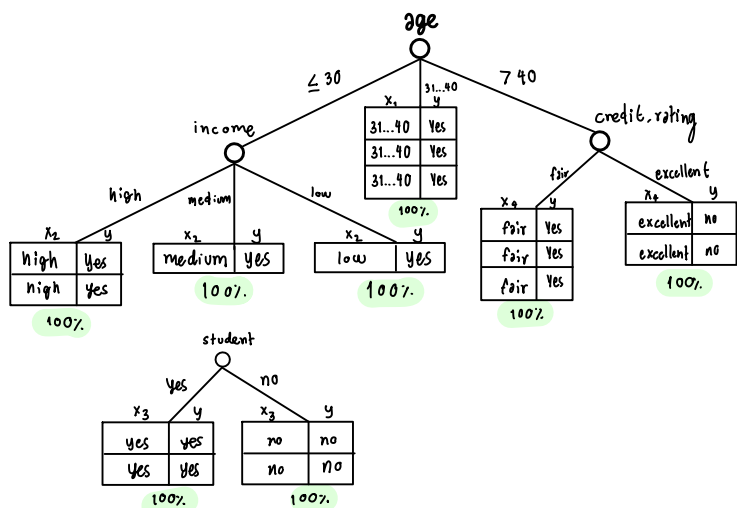 age
≤ 30
31...40
> 40
x₁ y
31...40 Yes
31...40 Yes
31...40 Yes
100%
income
high
medium
low
x₂ y
high yes
high yes
100%
x₂ y
medium yes
100%
x₂ y
low yes
100%
credit.rating
fair
excellent
x₄ y
fair Yes
fair Yes
fair Yes
100%
x₄ y
excellent no
excellent no
100%
student
yes
no
x₃ y
yes yes
yes yes
100%
x₃ y
no no
no no
100%